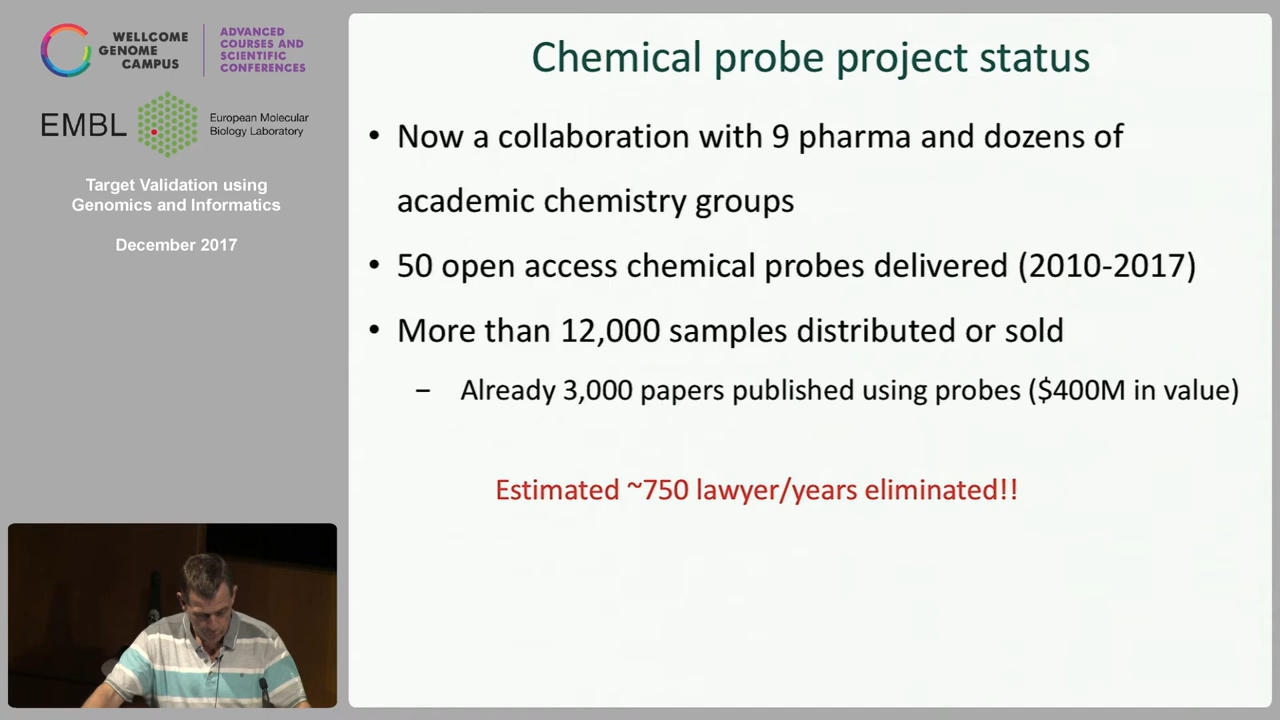 WELLCOME
GENOME
CAMPUS
ADVANCED
COURSES AND
SCIENTIFIC
CONFERENCES
EMBL
European Molecular
Biology Laboratory
Target Validation using
Genomics and Informatics
December 2017
Chemical probe project status
• Now a collaboration with 9 pharma and dozens of
academic chemistry groups
• 50 open access chemical probes delivered (2010-2017)
• More than 12,000 samples distributed or sold
– Already 3,000 papers published using probes ($400M in value)
Estimated ~750 lawyer/years eliminated!!